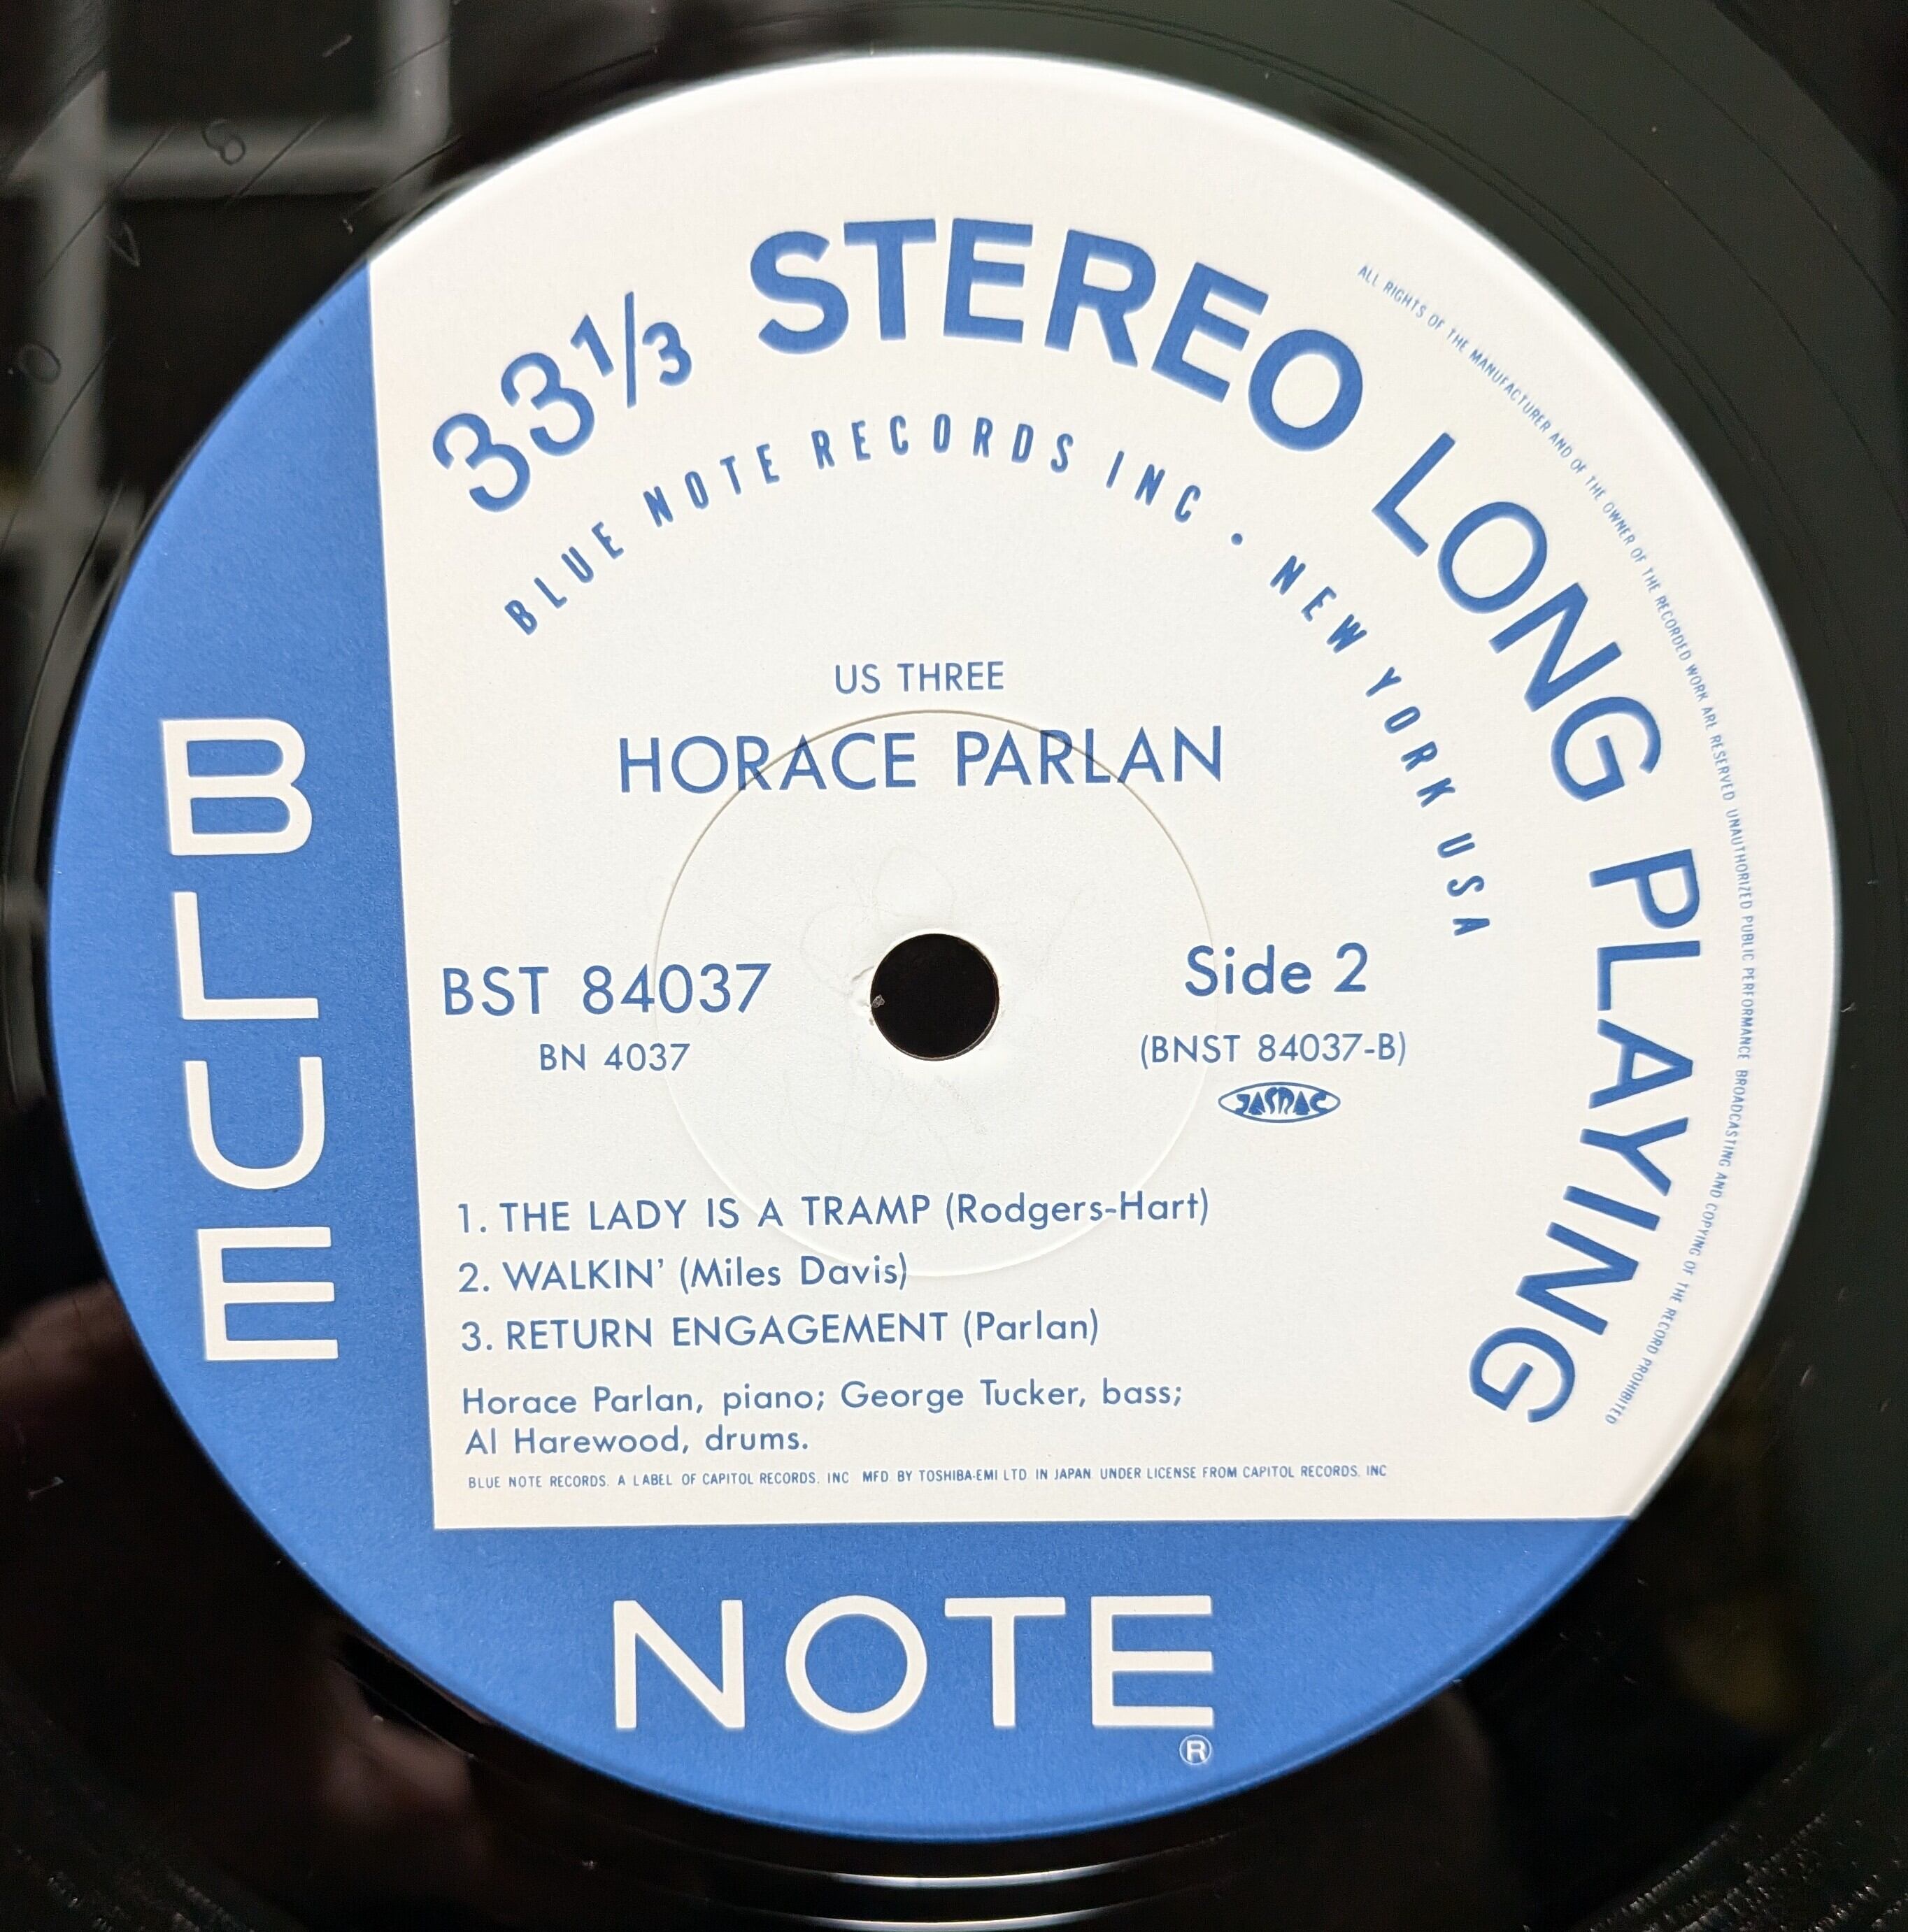 33⅓ STEREO LONG PLAYING
ALL RIGHTS OF THE MANUFACTURER AND OF THE OWNER OF THE RECORDED WORK ARE RESERVED UNAUTHORIZED PUBLIC PERFORMANCE BROADCASTING AND COPYING OF THE RECORD PROHIBITED
BLUE NOTE RECORDS INC • NEW YORK USA
US THREE
HORACE PARLAN
BST 84037
BN 4037
Side 2
(BNST 84037-B)
JASRAC
1. THE LADY IS A TRAMP (Rodgers-Hart)
2. WALKIN’ (Miles Davis)
3. RETURN ENGAGEMENT (Parlan)
Horace Parlan, piano; George Tucker, bass;
Al Harewood, drums.
BLUE NOTE RECORDS. A LABEL OF CAPITOL RECORDS, INC MFD. BY TOSHIBA-EMI LTD IN JAPAN UNDER LICENSE FROM CAPITOL RECORDS, INC
BLUE
NOTE
®